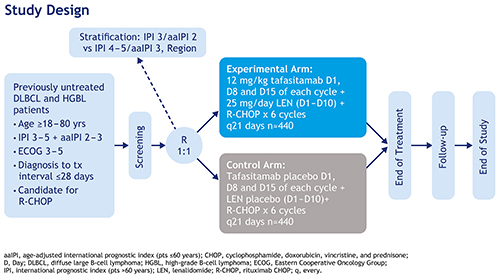 Study Design
Stratification: IPI 3/aaIPI 2
vs IPI 4–5/aaIPI 3, Region
Previously untreated
DLBCL and HGBL
patients
• Age ≥18–80 yrs
• IPI 3–5 + aaIPI 2–3
• ECOG 3–5
• Diagnosis to tx
interval ≤28 days
• Candidate for
R-CHOP
Screening
R
1:1
Experimental Arm:
12 mg/kg tafasitamab D1,
D8 and D15 of each cycle +
25 mg/day LEN (D1–D10) +
R-CHOP x 6 cycles
q21 days n=440
Control Arm:
Tafasitamab placebo D1,
D8 and D15 of each cycle +
LEN placebo (D1–D10)+
R-CHOP x 6 cycles
q21 days n=440
End of Treatment
Follow-up
End of Study
aaIPI, age-adjusted international prognostic index (pts ≤60 years); CHOP, cyclophosphamide, doxorubicin, vincristine, and prednisone;
D, Day; DLBCL, diffuse large B-cell lymphoma; HGBL, high-grade B-cell lymphoma; ECOG, Eastern Cooperative Oncology Group;
IPI, international prognostic index (pts >60 years); LEN, lenalidomide; R-CHOP, rituximab CHOP; q, every.